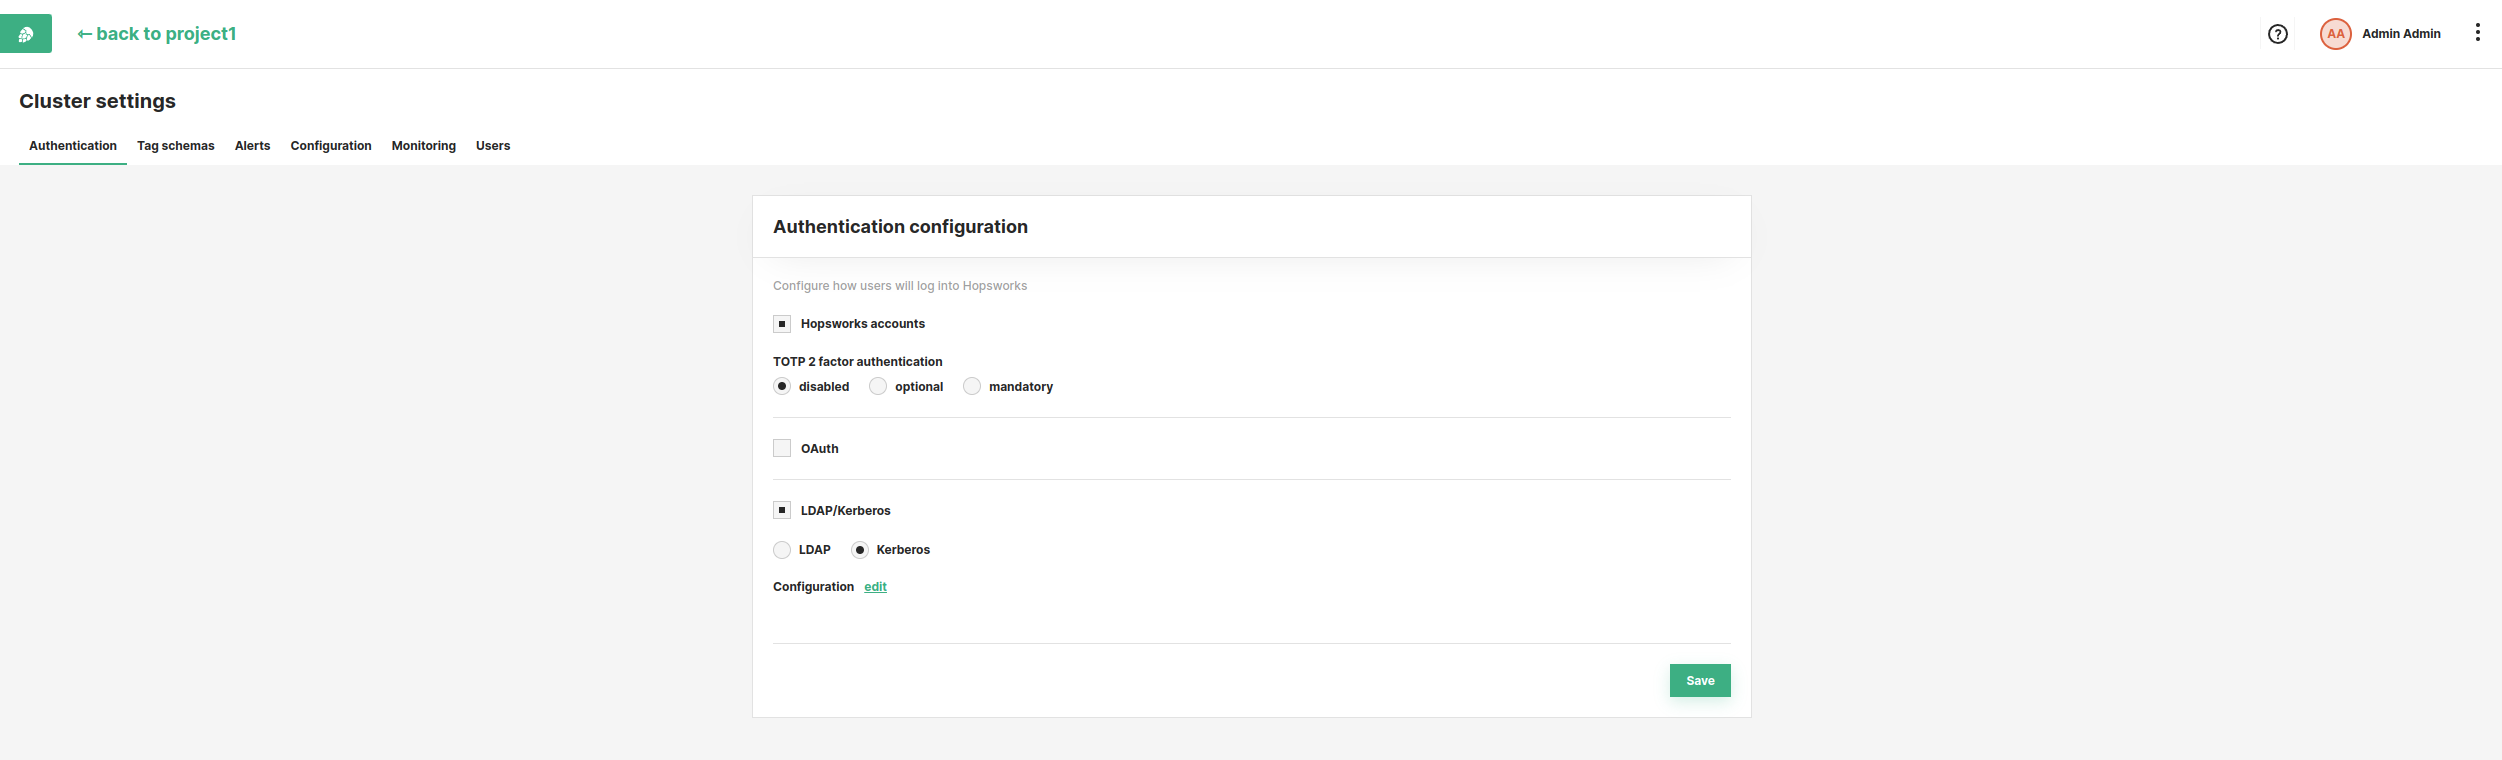 ← back to project1
? AA Admin Admin
Cluster settings
Authentication Tag schemas Alerts Configuration Monitoring Users
Authentication configuration
Configure how users will log into Hopsworks
Hopsworks accounts
TOTP 2 factor authentication
disabled optional mandatory
OAuth
LDAP/Kerberos
LDAP Kerberos
Configuration edit
Save